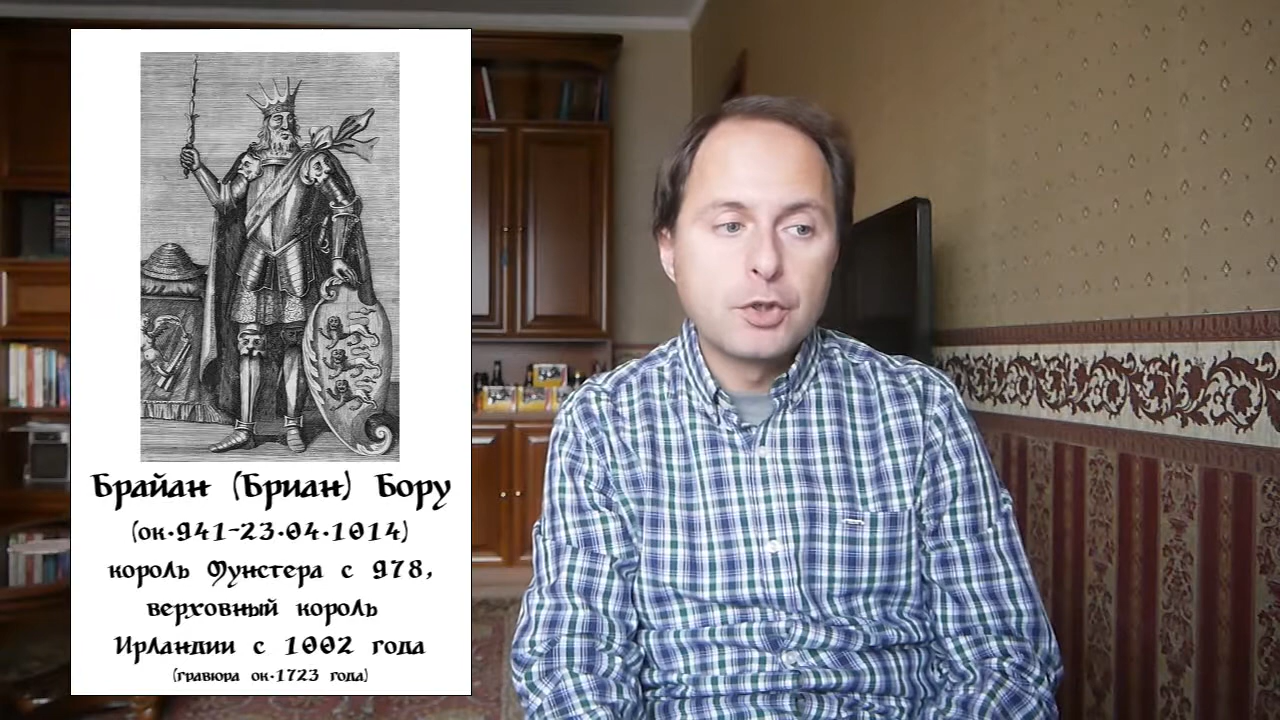 Брайан (Бриан) Бору
(ок.941-23.04.1014)
король Мунстера с 978,
верховный король
Ирландии с 1002 года
(гравюра ок.1723 года)